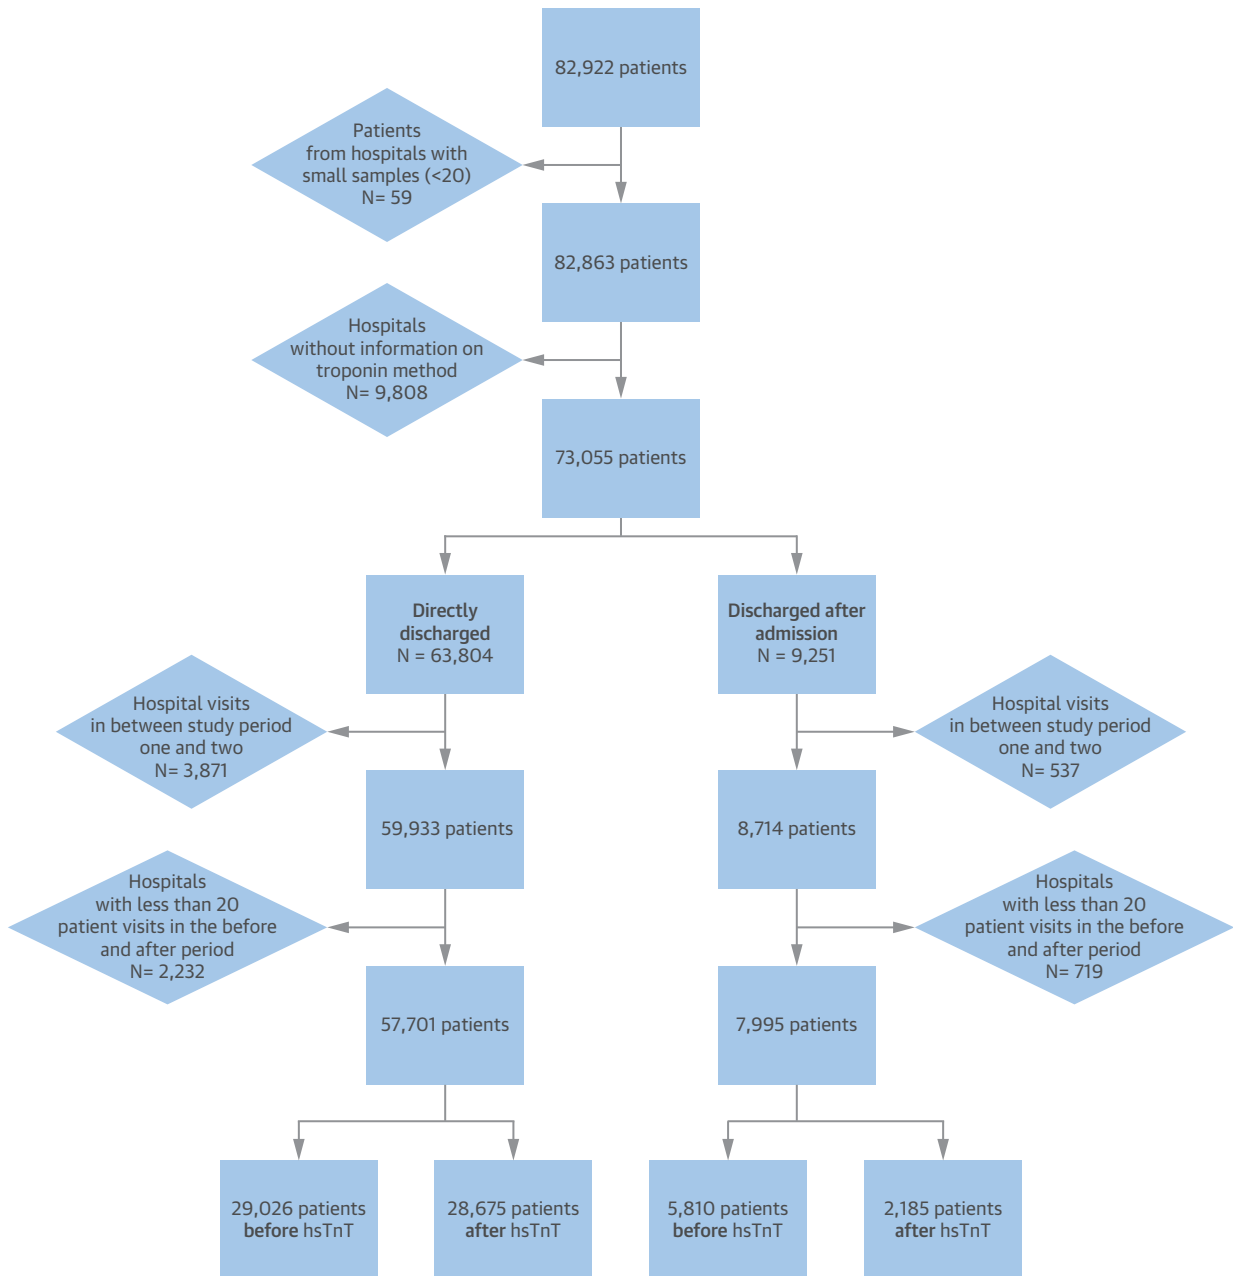 82,922 patients
Patients
from hospitals with
small samples (<20)
N= 59
82,863 patients
Hospitals
without information on
troponin method
N= 9,808
73,055 patients
Directly
discharged
N = 63,804
Discharged after
admission
N = 9,251
Hospital visits
in between study period
one and two
N= 3,871
Hospital visits
in between study period
one and two
N= 537
59,933 patients
8,714 patients
Hospitals
with less than 20
patient visits in the before
and after period
N= 2,232
Hospitals
with less than 20
patient visits in the before
and after period
N= 719
57,701 patients
7,995 patients
29,026 patients
before hsTnT
28,675 patients
after hsTnT
5,810 patients
before hsTnT
2,185 patients
after hsTnT